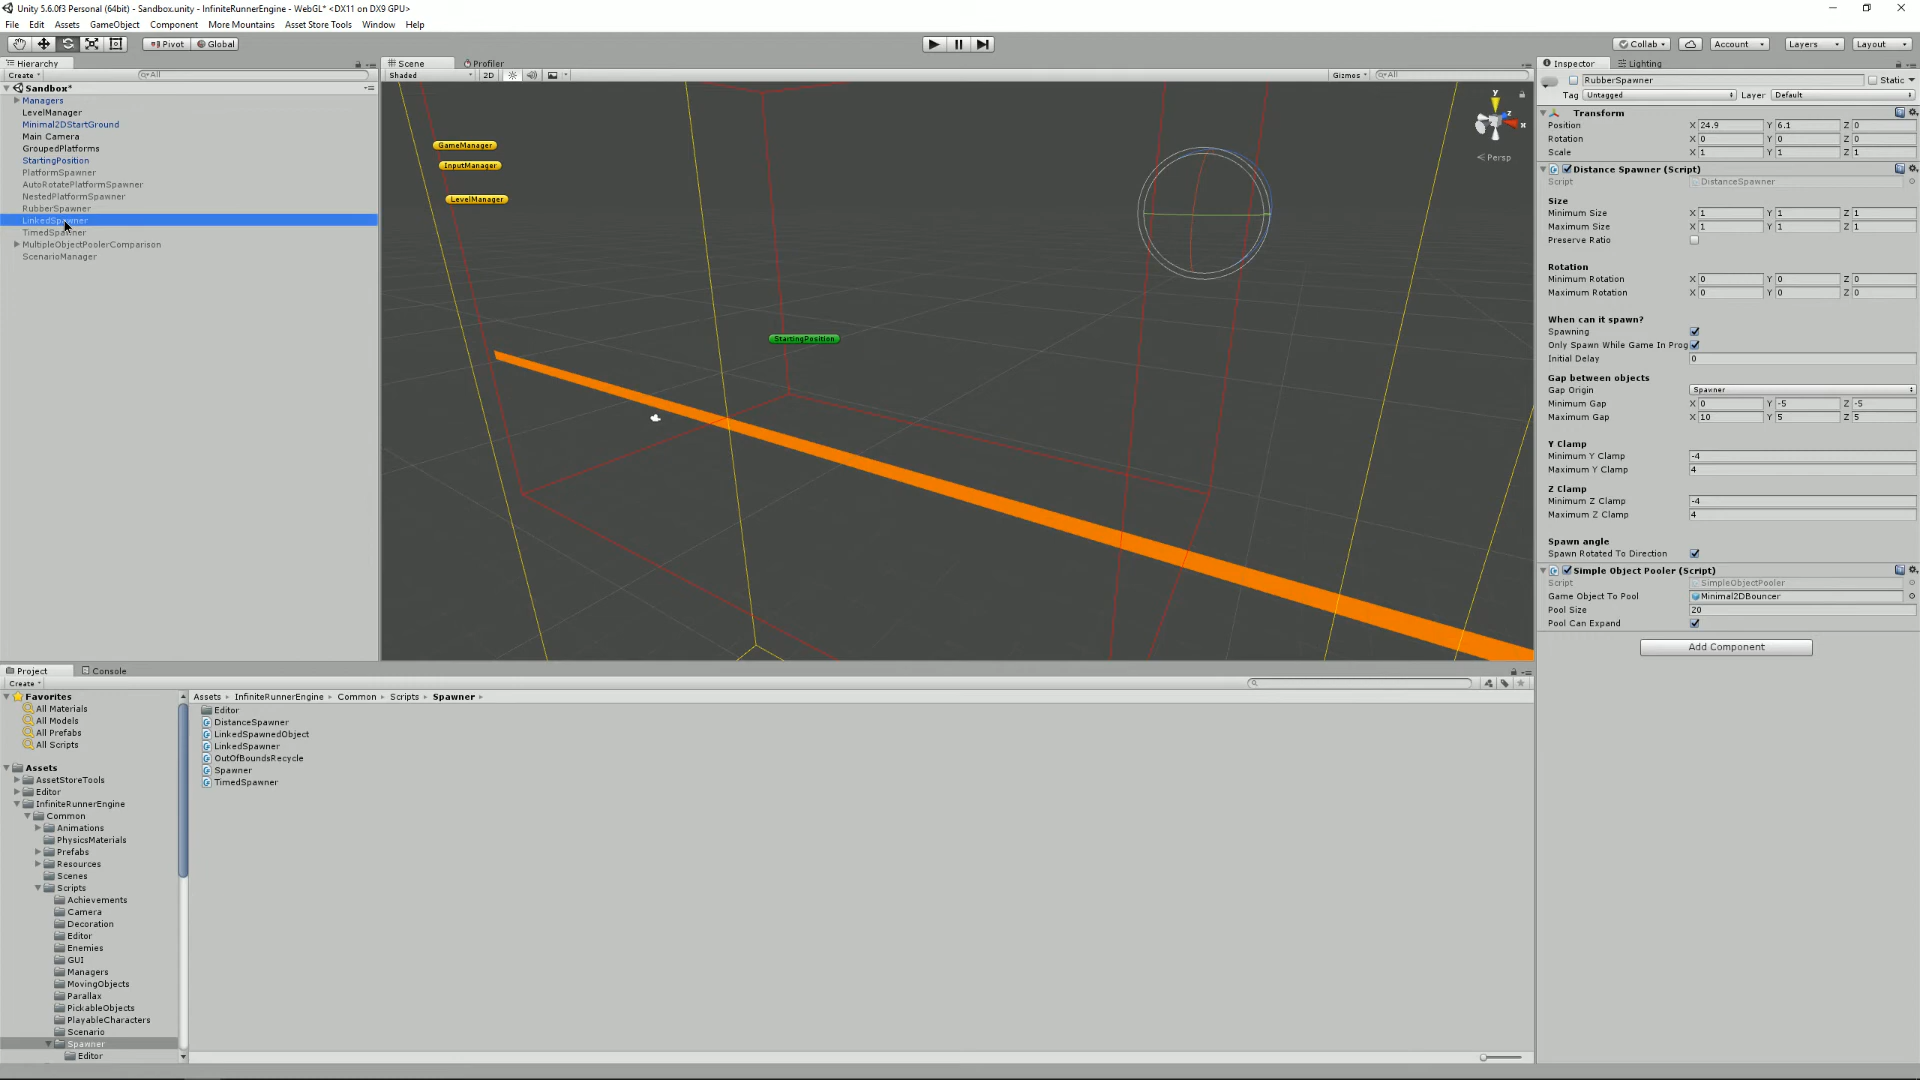 Unity 5.6.0f3 Personal (64bit) - Sandbox.unity - InfiniteRunnerEngine - WebGL* <DX11 on DX9 GPU>
File Edit Assets GameObject Component More Mountains Asset Store Tools Window Help
Pivot Global Collab Account Layers Layout
Hierarchy
Create All
Sandbox*
Managers
LevelManager
Minimal2DStartGround
Main Camera
GroupedPlatforms
StartingPosition
PlatformSpawner
AutoRotatePlatformSpawner
NestedPlatformSpawner
RubberSpawner
LinkedSpawner
TimedSpawner
MultipleObjectPoolerComparison
ScenarioManager
Scene Profiler
Shaded 2D Gizmos All
GameManager
InputManager
LevelManager
StartingPosition
y
z
x
Persp
Inspector Lighting
RubberSpawner Static
Tag Untagged Layer Default
Transform
Position X 24.9 Y 6.1 Z 0
Rotation X 0 Y 0 Z 0
Scale X 1 Y 1 Z 1
Distance Spawner (Script)
Script DistanceSpawner
Size
Minimum Size X 1 Y 1 Z 1
Maximum Size X 1 Y 1 Z 1
Preserve Ratio
Rotation
Minimum Rotation X 0 Y 0 Z 0
Maximum Rotation X 0 Y 0 Z 0
When can it spawn?
Spawning
Only Spawn While Game In Prog
Initial Delay 0
Gap between objects
Gap Origin Spawner
Minimum Gap X 0 Y -5 Z -5
Maximum Gap X 10 Y 5 Z 5
Y Clamp
Minimum Y Clamp -4
Maximum Y Clamp 4
Z Clamp
Minimum Z Clamp -4
Maximum Z Clamp 4
Spawn angle
Spawn Rotated To Direction
Simple Object Pooler (Script)
Script SimpleObjectPooler
Game Object To Pool Minimal2DBouncer
Pool Size 20
Pool Can Expand
Add Component
Project Console
Create
Favorites
All Materials
All Models
All Prefabs
All Scripts
Assets
AssetStoreTools
Editor
InfiniteRunnerEngine
Common
Animations
PhysicsMaterials
Prefabs
Resources
Scenes
Scripts
Achievements
Camera
Decoration
Editor
Enemies
GUI
Managers
MovingObjects
Parallax
PickableObjects
PlayableCharacters
Scenario
Spawner
Editor
Assets InfiniteRunnerEngine Common Scripts Spawner
Editor
DistanceSpawner
LinkedSpawnedObject
LinkedSpawner
OutOfBoundsRecycle
Spawner
TimedSpawner